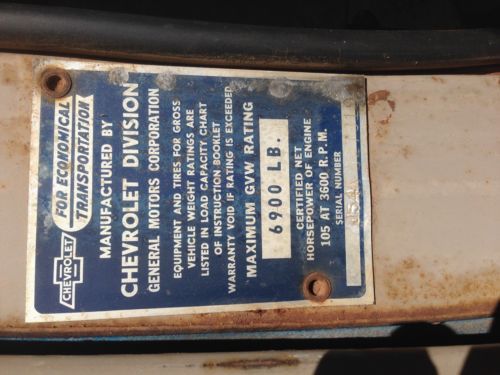 CHEVROLET
FOR ECONOMICAL
TRANSPORTATION
MANUFACTURED BY
CHEVROLET DIVISION
GENERAL MOTORS CORPORATION
EQUIPMENT AND TIRES FOR GROSS
VEHICLE WEIGHT RATINGS ARE
LISTED IN LOAD CAPACITY CHART
OF INSTRUCTION BOOKLET
WARRANTY VOID IF RATING IS EXCEEDED
MAXIMUM GVW RATING
6900 LB.
CERTIFIED NET
HORSEPOWER OF ENGINE
105 AT 3600 R.P.M.
SERIAL NUMBER